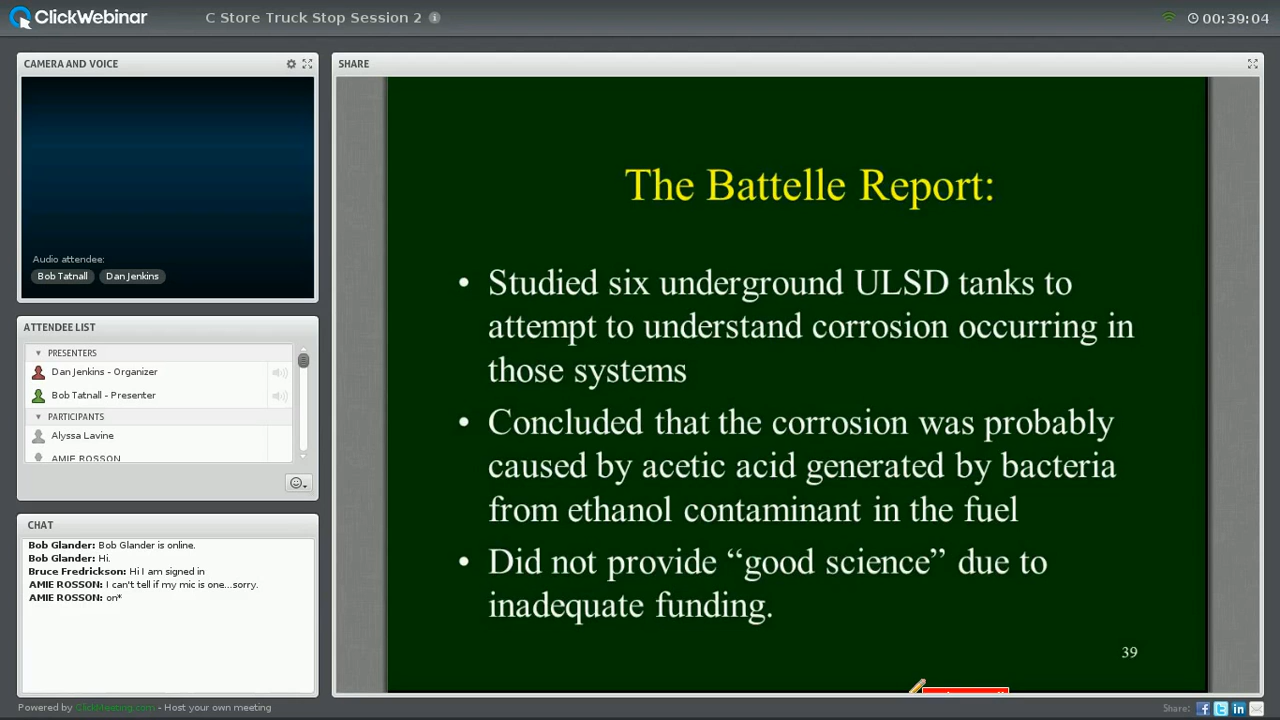 ClickWebinar
C Store Truck Stop Session 2
00:39:04
CAMERA AND VOICE
Audio attendee:
Bob Tatnall Dan Jenkins
ATTENDEE LIST
PRESENTERS
Dan Jenkins - Organizer
Bob Tatnall - Presenter
PARTICIPANTS
Alyssa Lavine
AMIE ROSSON
CHAT
Bob Glander: Bob Glander is online.
Bob Glander: Hi.
Bruce Fredrickson: Hi I am signed in
AMIE ROSSON: I can't tell if my mic is one...sorry.
AMIE ROSSON: on*
SHARE
The Battelle Report:
• Studied six underground ULSD tanks to
attempt to understand corrosion occurring in
those systems
• Concluded that the corrosion was probably
caused by acetic acid generated by bacteria
from ethanol contaminant in the fuel
• Did not provide “good science” due to
inadequate funding.
39
Powered by ClickMeeting.com - Host your own meeting
Share: